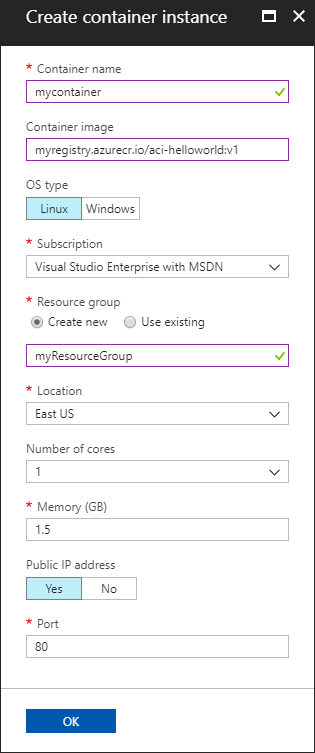 Create container instance
* Container name
mycontainer
Container image
myregistry.azurecr.io/aci-helloworld:v1
OS type
Linux Windows
* Subscription
Visual Studio Enterprise with MSDN
* Resource group
Create new Use existing
myResourceGroup
* Location
East US
Number of cores
1
* Memory (GB)
1.5
Public IP address
Yes No
* Port
80
OK